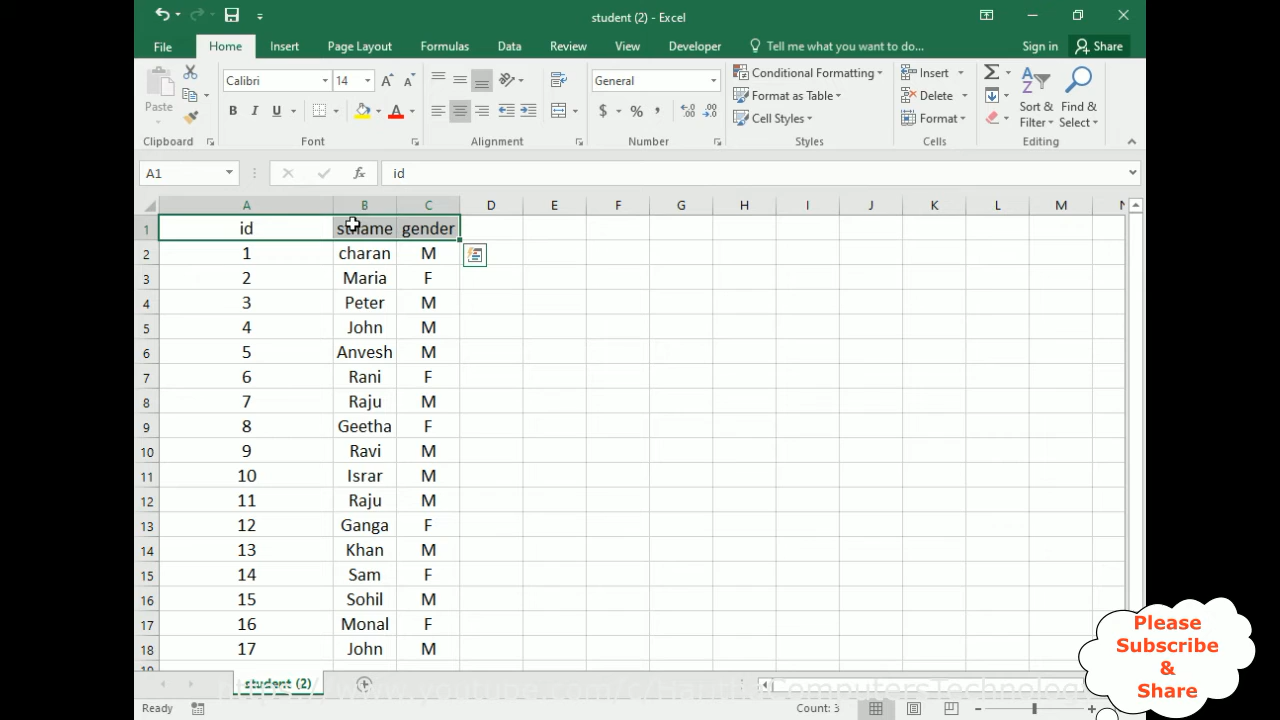 student (2) - Excel
File Home Insert Page Layout Formulas Data Review View Developer Tell me what you want to do... Sign in Share
Calibri 14 General Conditional Formatting Insert
Paste B I U $ % , Format as Table Delete Sort & Find &
Cell Styles Format Filter Select
Clipboard Font Alignment Number Styles Cells Editing
A1 fx id
A B C D E F G H I J K L M N
1 id stname gender
2 1 charan M
3 2 Maria F
4 3 Peter M
5 4 John M
6 5 Anvesh M
7 6 Rani F
8 7 Raju M
9 8 Geetha F
10 9 Ravi M
11 10 Israr M
12 11 Raju M
13 12 Ganga F
14 13 Khan M
15 14 Sam F
16 15 Sohil M
17 16 Monal F
18 17 John M
19
student (2)
Ready Count: 3
Please
Subscribe
&
Share